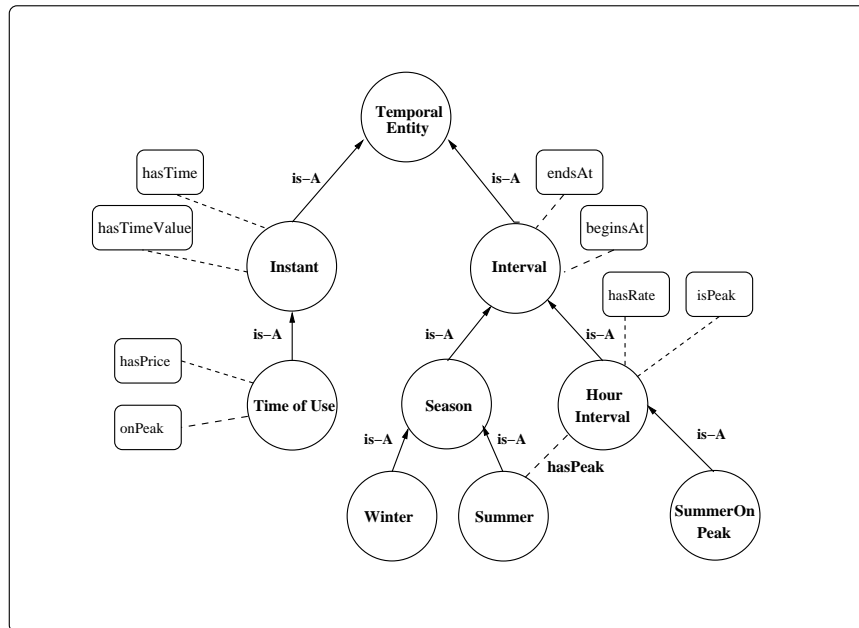 Temporal
Entity
hasTime
is−A
is−A
endsAt
hasTimeValue
beginsAt
Instant
Interval
hasRate
isPeak
is−A
is−A
is−A
hasPrice
Time of Use
Season
Hour
Interval
onPeak
is−A
is−A
is−A
hasPeak
Winter
Summer
SummerOn
Peak